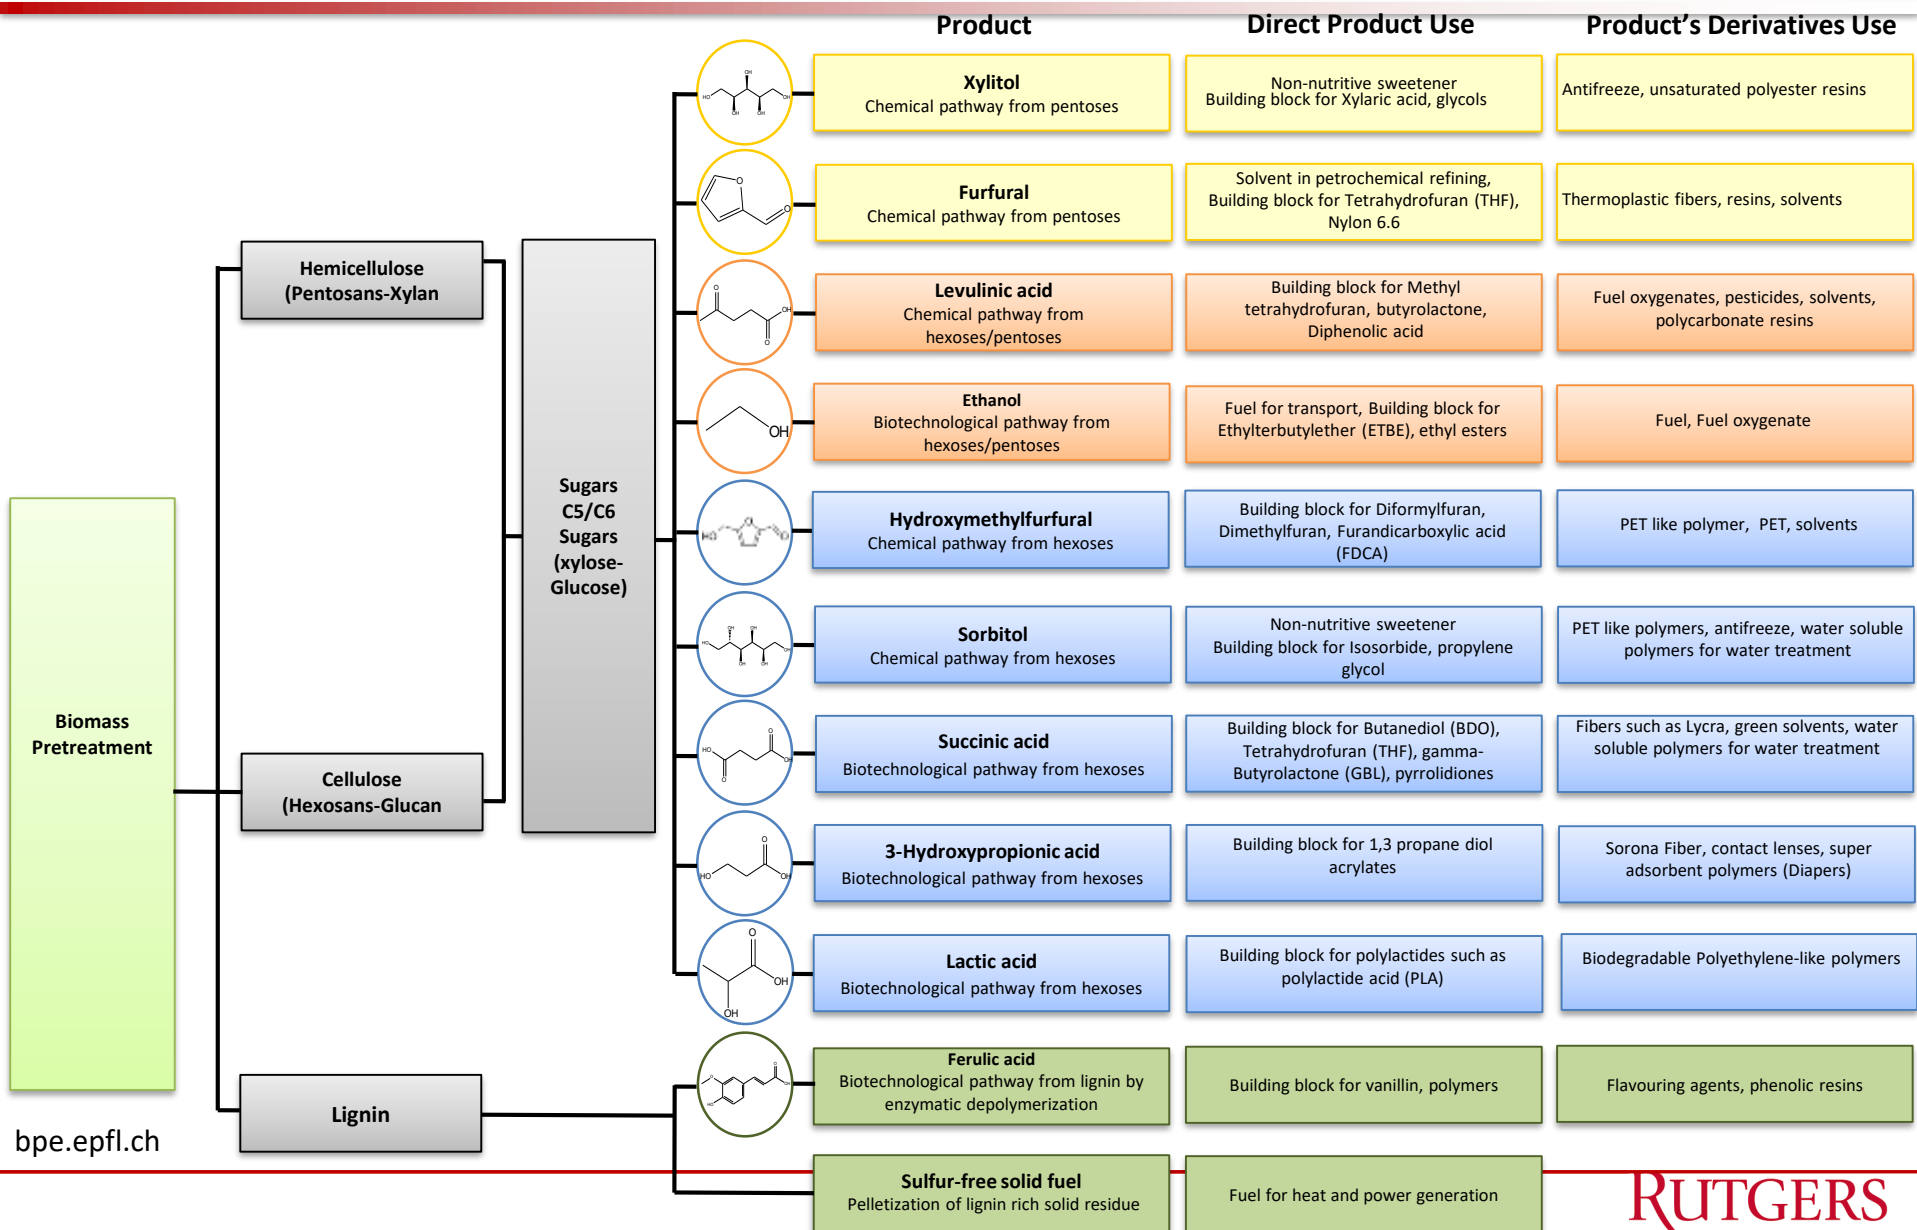 Product
Direct Product Use
Product's Derivatives Use
Xylitol
Chemical pathway from pentoses
Non-nutritive sweetener
Building block for Xylaric acid, glycols
Antifreeze, unsaturated polyester resins
Furfural
Chemical pathway from pentoses
Solvent in petrochemical refining,
Building block for Tetrahydrofuran (THF),
Nylon 6.6
Thermoplastic fibers, resins, solvents
Levulinic acid
Chemical pathway from
hexoses/pentoses
Building block for Methyl
tetrahydrofuran, butyrolactone,
Diphenolic acid
Fuel oxygenates, pesticides, solvents,
polycarbonate resins
Ethanol
Biotechnological pathway from
hexoses/pentoses
Fuel for transport, Building block for
Ethylterbutylether (ETBE), ethyl esters
Fuel, Fuel oxygenate
Hydroxymethylfurfural
Chemical pathway from hexoses
Building block for Diformylfuran,
Dimethylfuran, Furandicarboxylic acid
(FDCA)
PET like polymer, PET, solvents
Sorbitol
Chemical pathway from hexoses
Non-nutritive sweetener
Building block for Isosorbide, propylene
glycol
PET like polymers, antifreeze, water soluble
polymers for water treatment
Succinic acid
Biotechnological pathway from hexoses
Building block for Butanediol (BDO),
Tetrahydrofuran (THF), gamma-
Butyrolactone (GBL), pyrrolidiones
Fibers such as Lycra, green solvents, water
soluble polymers for water treatment
3-Hydroxypropionic acid
Biotechnological pathway from hexoses
Building block for 1,3 propane diol
acrylates
Sorona Fiber, contact lenses, super
adsorbent polymers (Diapers)
Lactic acid
Biotechnological pathway from hexoses
Building block for polylactides such as
polylactide acid (PLA)
Biodegradable Polyethylene-like polymers
Ferulic acid
Biotechnological pathway from lignin by
enzymatic depolymerization
Building block for vanillin, polymers
Flavouring agents, phenolic resins
Sulfur-free solid fuel
Pelletization of lignin rich solid residue
Fuel for heat and power generation
Hemicellulose
(Pentosans-Xylan
Sugars
C5/C6
Sugars
(xylose-
Glucose)
Biomass
Pretreatment
Cellulose
(Hexosans-Glucan
Lignin
bpe.epfl.ch
RUTGERS